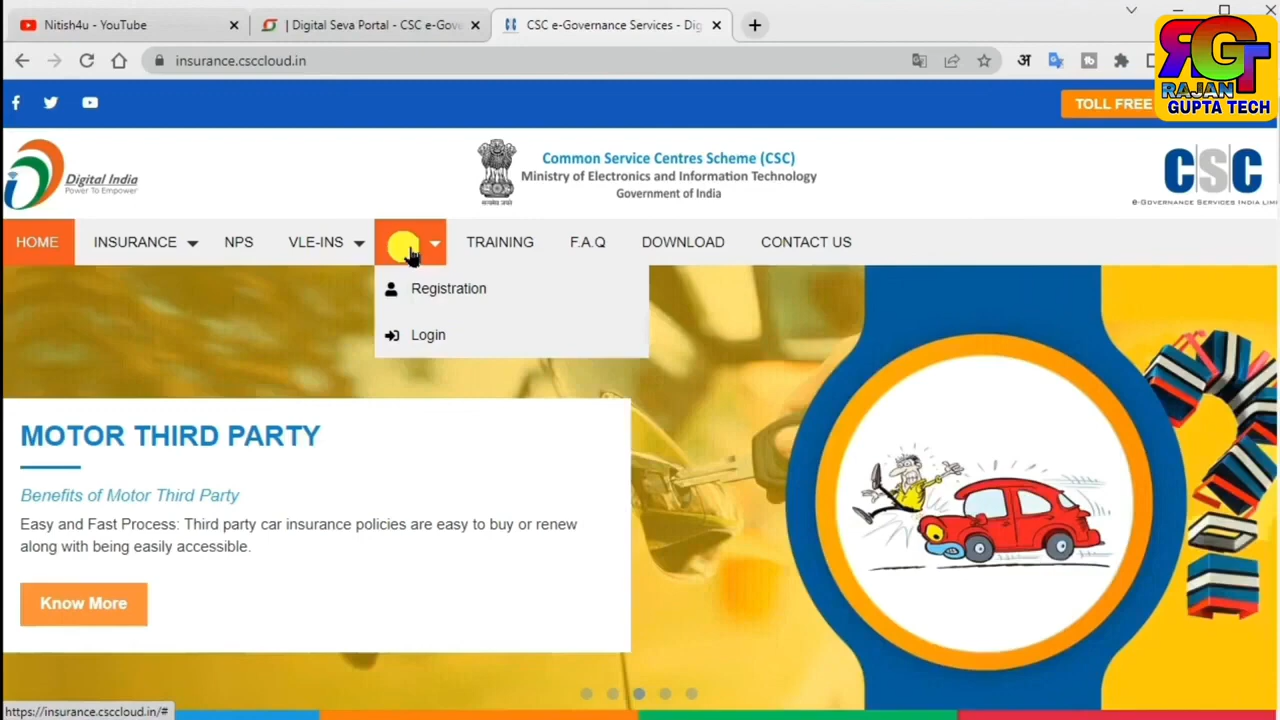 Nitish4u - YouTube
| Digital Seva Portal - CSC e-Gove
CSC e-Governance Services - Dig
insurance.csccloud.in
अ
RGT
RAJAN
GUPTA TECH
TOLL FREE
Digital India
Power To Empower
Common Service Centres Scheme (CSC)
Ministry of Electronics and Information Technology
Government of India
CSC
e-GOVERNANCE SERVICES INDIA LIMI
HOME
INSURANCE
NPS
VLE-INS
TRAINING
F.A.Q
DOWNLOAD
CONTACT US
Registration
Login
MOTOR THIRD PARTY
Benefits of Motor Third Party
Easy and Fast Process: Third party car insurance policies are easy to buy or renew
along with being easily accessible.
Know More
https://insurance.csccloud.in/#